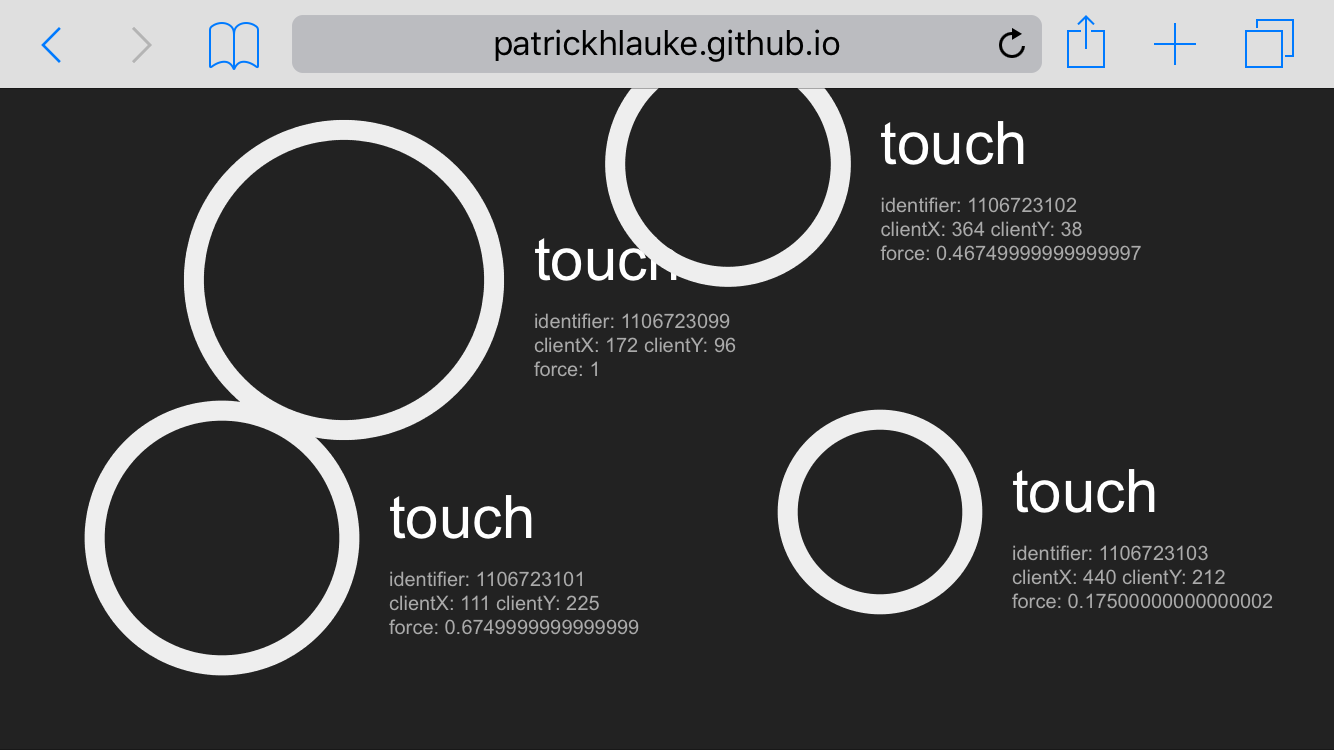 patrickhlauke.github.io
touch
identifier: 1106723102
clientX: 364 clientY: 38
force: 0.46749999999999997
touch
identifier: 1106723099
clientX: 172 clientY: 96
force: 1
touch
identifier: 1106723101
clientX: 111 clientY: 225
force: 0.6749999999999999
touch
identifier: 1106723103
clientX: 440 clientY: 212
force: 0.17500000000000002